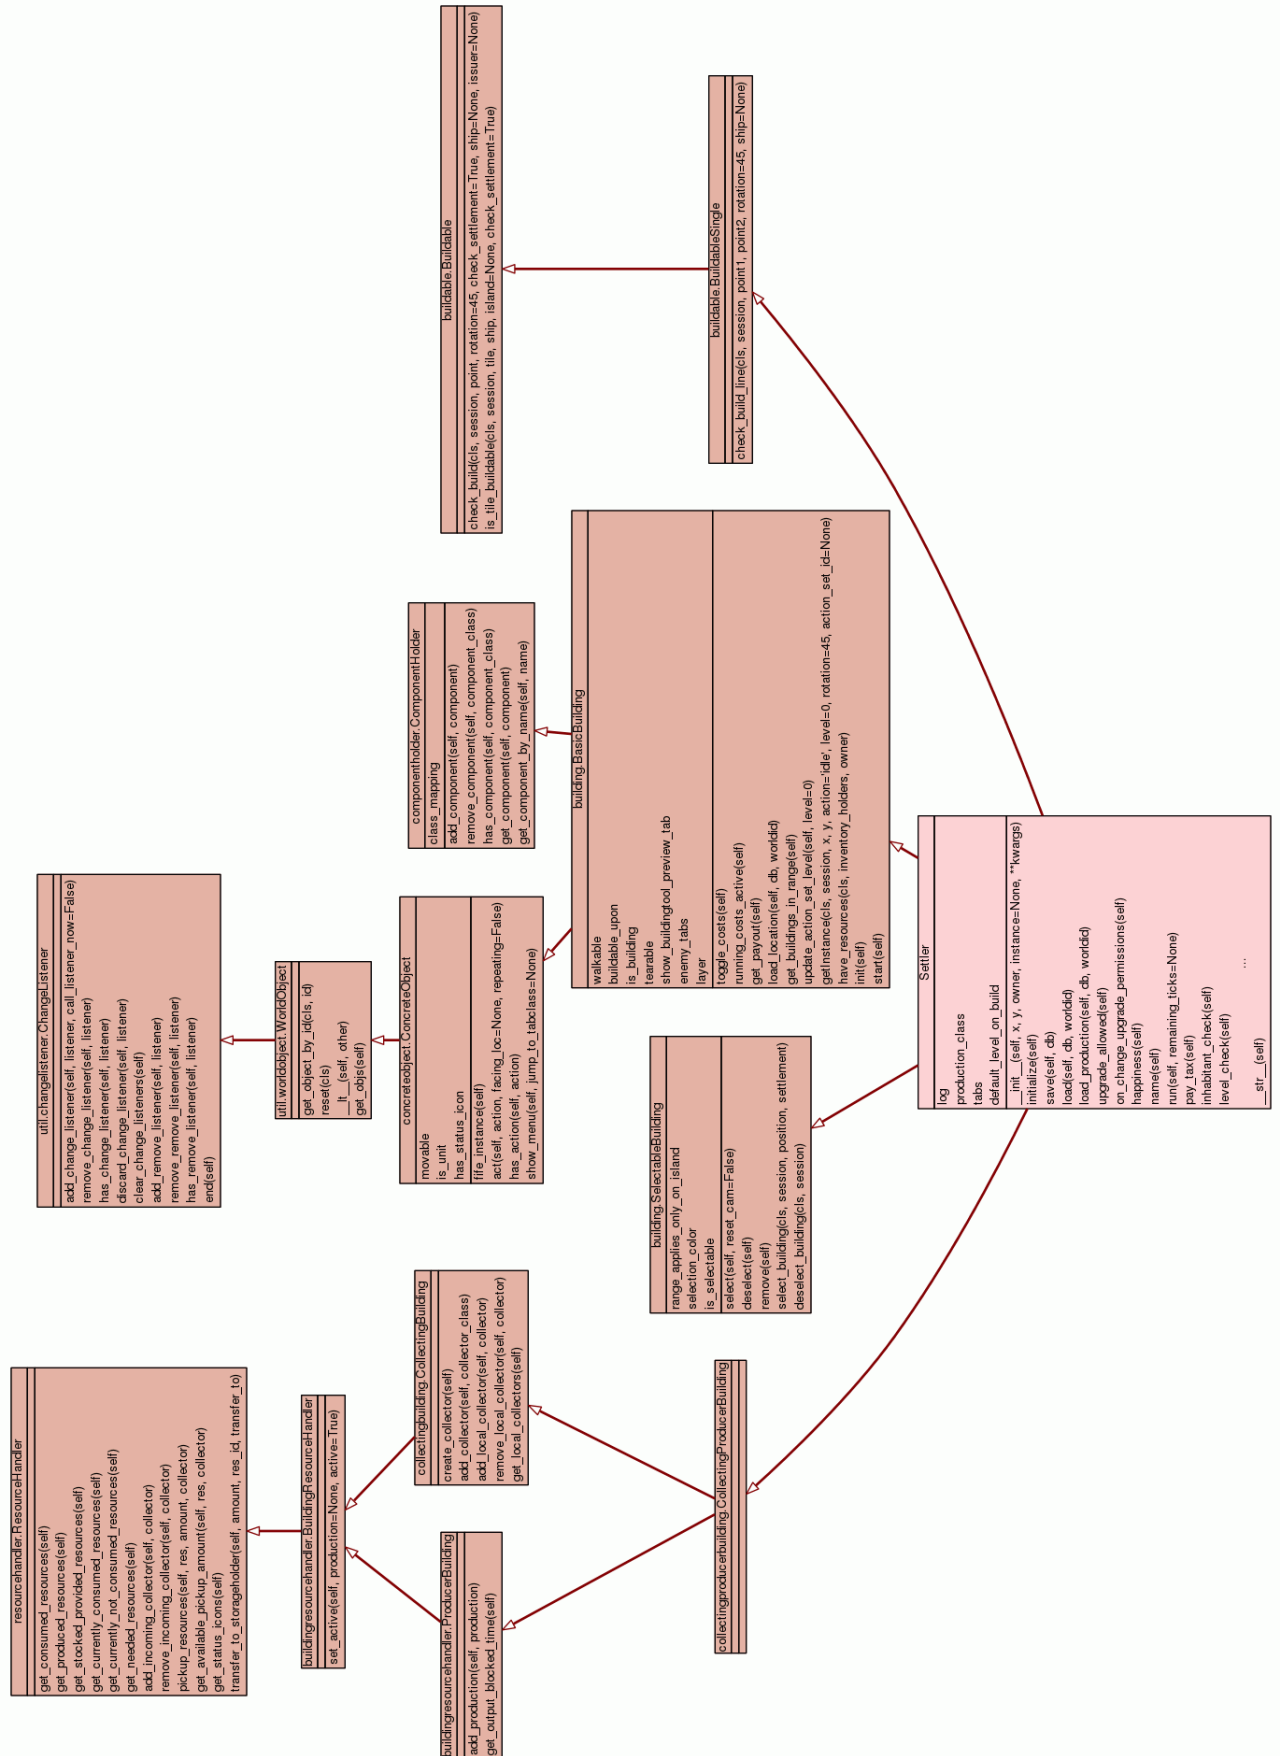 resourcehandler.ResourceHandler
get_consumed_resources(self)
get_produced_resources(self)
get_stocked_provided_resources(self)
get_currently_consumed_resources(self)
get_currently_not_consumed_resources(self)
get_needed_resources(self)
add_incoming_collector(self, collector)
remove_incoming_collector(self, collector)
pickup_resources(self, res, amount, collector)
get_available_pickup_amount(self, res, collector)
get_status_icons(self)
transfer_to_storageholder(self, amount, res_id, transfer_to)
util.changelistener.ChangeListener
add_change_listener(self, listener, call_listener_now=False)
remove_change_listener(self, listener)
has_change_listener(self, listener)
discard_change_listener(self, listener)
clear_change_listeners(self)
add_remove_listener(self, listener)
remove_remove_listener(self, listener)
has_remove_listener(self, listener)
end(self)
buildingresourcehandler.BuildingResourceHandler
set_active(self, production=None, active=True)
util.worldobject.WorldObject
get_object_by_id(cls, id)
reset(cls)
__lt__(self, other)
get_objs(self)
buildingresourcehandler.ProducerBuilding
add_production(self, production)
get_output_blocked_time(self)
collectingbuilding.CollectingBuilding
create_collector(self)
add_collector(self, collector_class)
add_local_collector(self, collector)
remove_local_collector(self, collector)
get_local_collectors(self)
concreteobject.ConcreteObject
movable
is_unit
has_status_icon
fife_instance(self)
act(self, action, facing_loc=None, repeating=False)
has_action(self, action)
show_menu(self, jump_to_tabclass=None)
componentholder.ComponentHolder
class_mapping
add_component(self, component)
remove_component(self, component_class)
has_component(self, component_class)
get_component(self, component)
get_component_by_name(self, name)
buildable.Buildable
check_build(cls, session, point, rotation=45, check_settlement=True, ship=None, issuer=None)
is_tile_buildable(cls, session, tile, ship, island=None, check_settlement=True)
collectingproducerbuilding.CollectingProducerBuilding
building.SelectableBuilding
range_applies_only_on_island
selection_color
is_selectable
select(self, reset_cam=False)
deselect(self)
remove(self)
select_building(cls, session, position, settlement)
deselect_building(cls, session)
building.BasicBuilding
walkable
buildable_upon
is_building
tearable
show_buildingtool_preview_tab
enemy_tabs
layer
toggle_costs(self)
running_costs_active(self)
get_payout(self)
load_location(self, db, worldid)
get_buildings_in_range(self)
update_action_set_level(self, level=0)
getInstance(cls, session, x, y, action='idle', level=0, rotation=45, action_set_id=None)
have_resources(cls, inventory_holders, owner)
init(self)
start(self)
buildable.BuildableSingle
check_build_line(cls, session, point1, point2, rotation=45, ship=None)
Settler
log
production_class
tabs
default_level_on_build
__init__(self, x, y, owner, instance=None, **kwargs)
initialize(self)
save(self, db)
load(self, db, worldid)
load_production(self, db, worldid)
upgrade_allowed(self)
on_change_upgrade_permissions(self)
happiness(self)
name(self)
run(self, remaining_ticks=None)
pay_tax(self)
inhabitant_check(self)
level_check(self)
...
__str__(self)